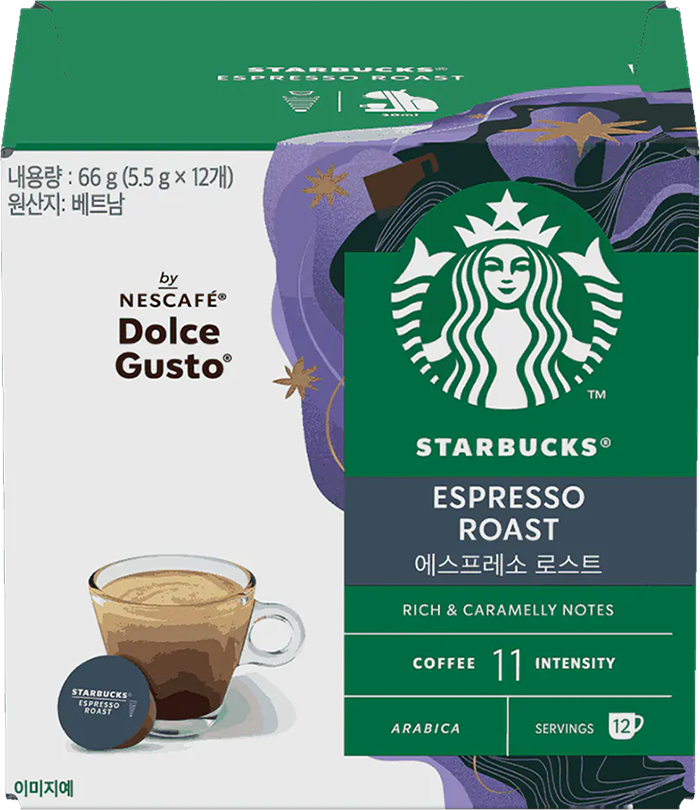 STARBUCKS®
ESPRESSO ROAST
30ml
내용량 : 66 g (5.5 g × 12개)
원산지: 베트남
by
NESCAFÉ®
Dolce
Gusto®
TM
STARBUCKS®
ESPRESSO
ROAST
에스프레소 로스트
RICH & CARAMELLY NOTES
COFFEE 11 INTENSITY
ARABICA
SERVINGS 12
STARBUCKS®
ESPRESSO
ROAST
이미지예